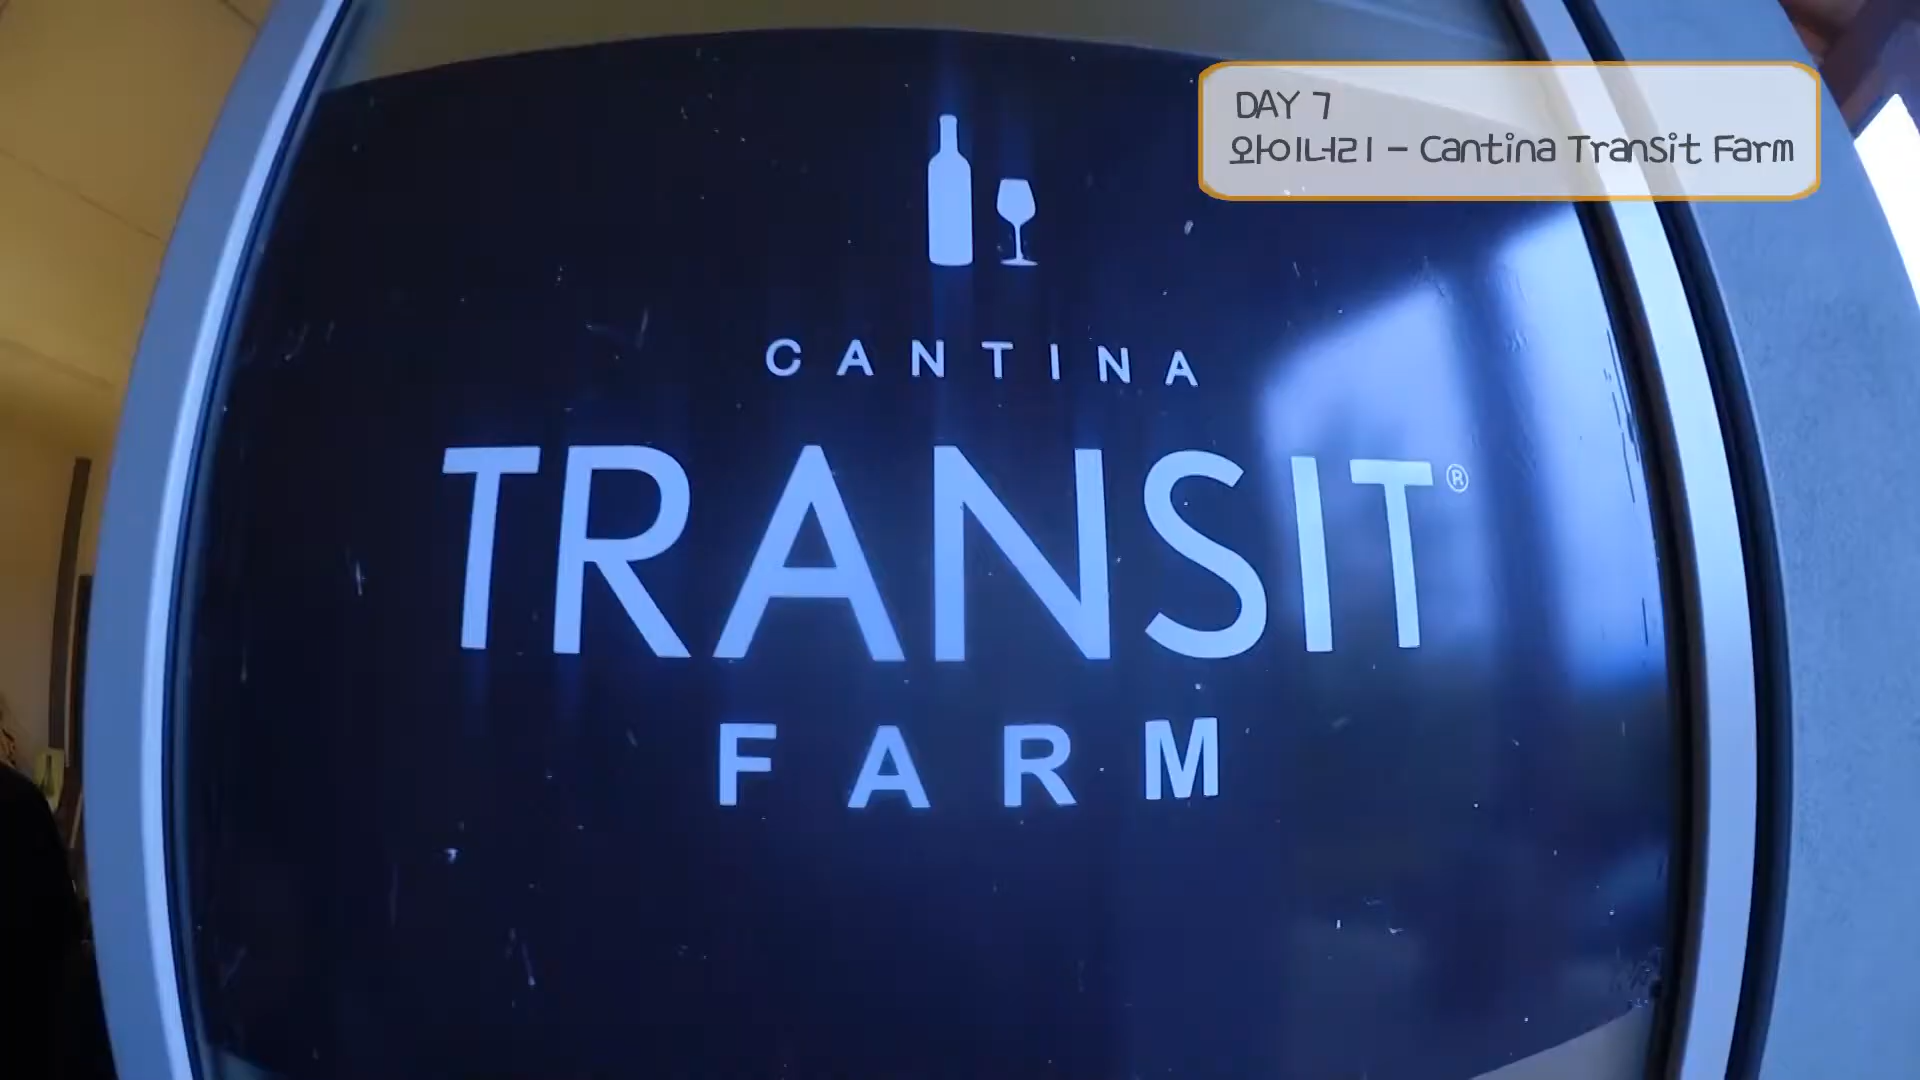 DAY 7
와이너리 - Cantina Transit Farm
CANTINA
TRANSIT®
FARM